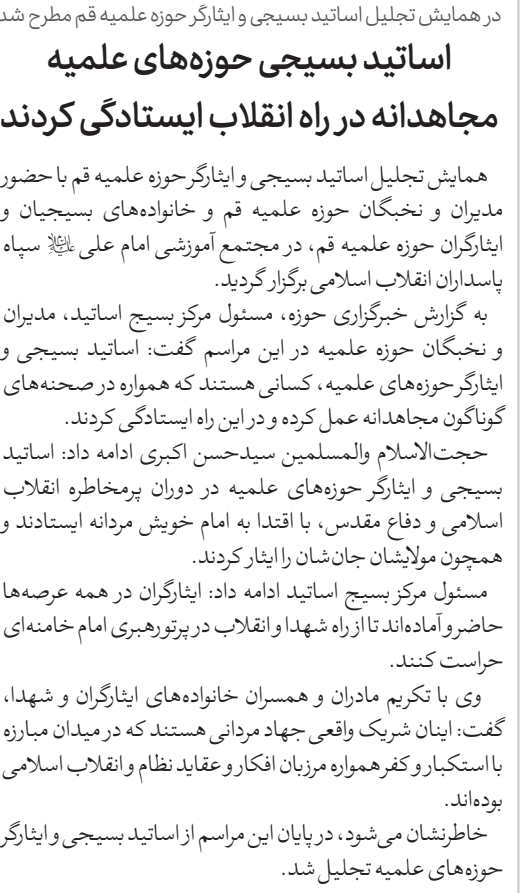 در همایش تجلیل اساتید بسیجی و ایثارگر حوزه علمیه قم مطرح شد
اساتید بسیجی حوزه‌های علمیه
مجاهدانه در راه انقلاب ایستادگی کردند
همایش تجلیل اساتید بسیجی و ایثارگر حوزه علمیه قم با حضور
مدیران و نخبگان حوزه علمیه قم و خانواده‌های بسیجیان و
ایثارگران حوزه علمیه قم، در مجتمع آموزشی امام علی علیه‌السلام سپاه
پاسداران انقلاب اسلامی برگزار گردید.
به گزارش خبرگزاری حوزه، مسئول مرکز بسیج اساتید، مدیران
و نخبگان حوزه علمیه در این مراسم گفت: اساتید بسیجی و
ایثارگر حوزه‌های علمیه، کسانی هستند که همواره در صحنه‌های
گوناگون مجاهدانه عمل کرده و در این راه ایستادگی کردند.
حجت‌الاسلام والمسلمین سیدحسن اکبری ادامه داد: اساتید
بسیجی و ایثارگر حوزه‌های علمیه در دوران پرمخاطره انقلاب
اسلامی و دفاع مقدس، با اقتدا به امام خویش مردانه ایستادند و
همچون مولایشان جان‌شان را ایثار کردند.
مسئول مرکز بسیج اساتید ادامه داد: ایثارگران در همه عرصه‌ها
حاضر و آماده‌اند تا از راه شهدا و انقلاب در پرتو رهبری امام خامنه‌ای
حراست کنند.
وی با تکریم مادران و همسران خانواده‌های ایثارگران و شهدا،
گفت: اینان شریک واقعی جهاد مردانی هستند که در میدان مبارزه
با استکبار و کفر همواره مرزبان افکار و عقاید نظام و انقلاب اسلامی
بوده‌اند.
خاطرنشان می‌شود، در پایان این مراسم از اساتید بسیجی و ایثارگر
حوزه‌های علمیه تجلیل شد.